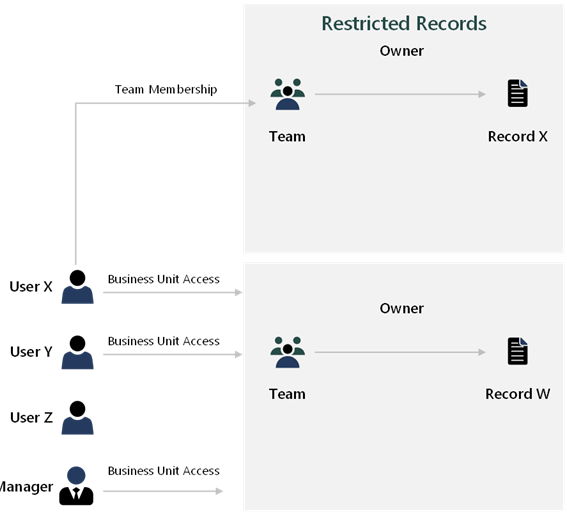 Restricted Records
Owner
Team Membership
Team
Record X
User X
Business Unit Access
Owner
User Y
Business Unit Access
Team
Record W
User Z
Manager
Business Unit Access